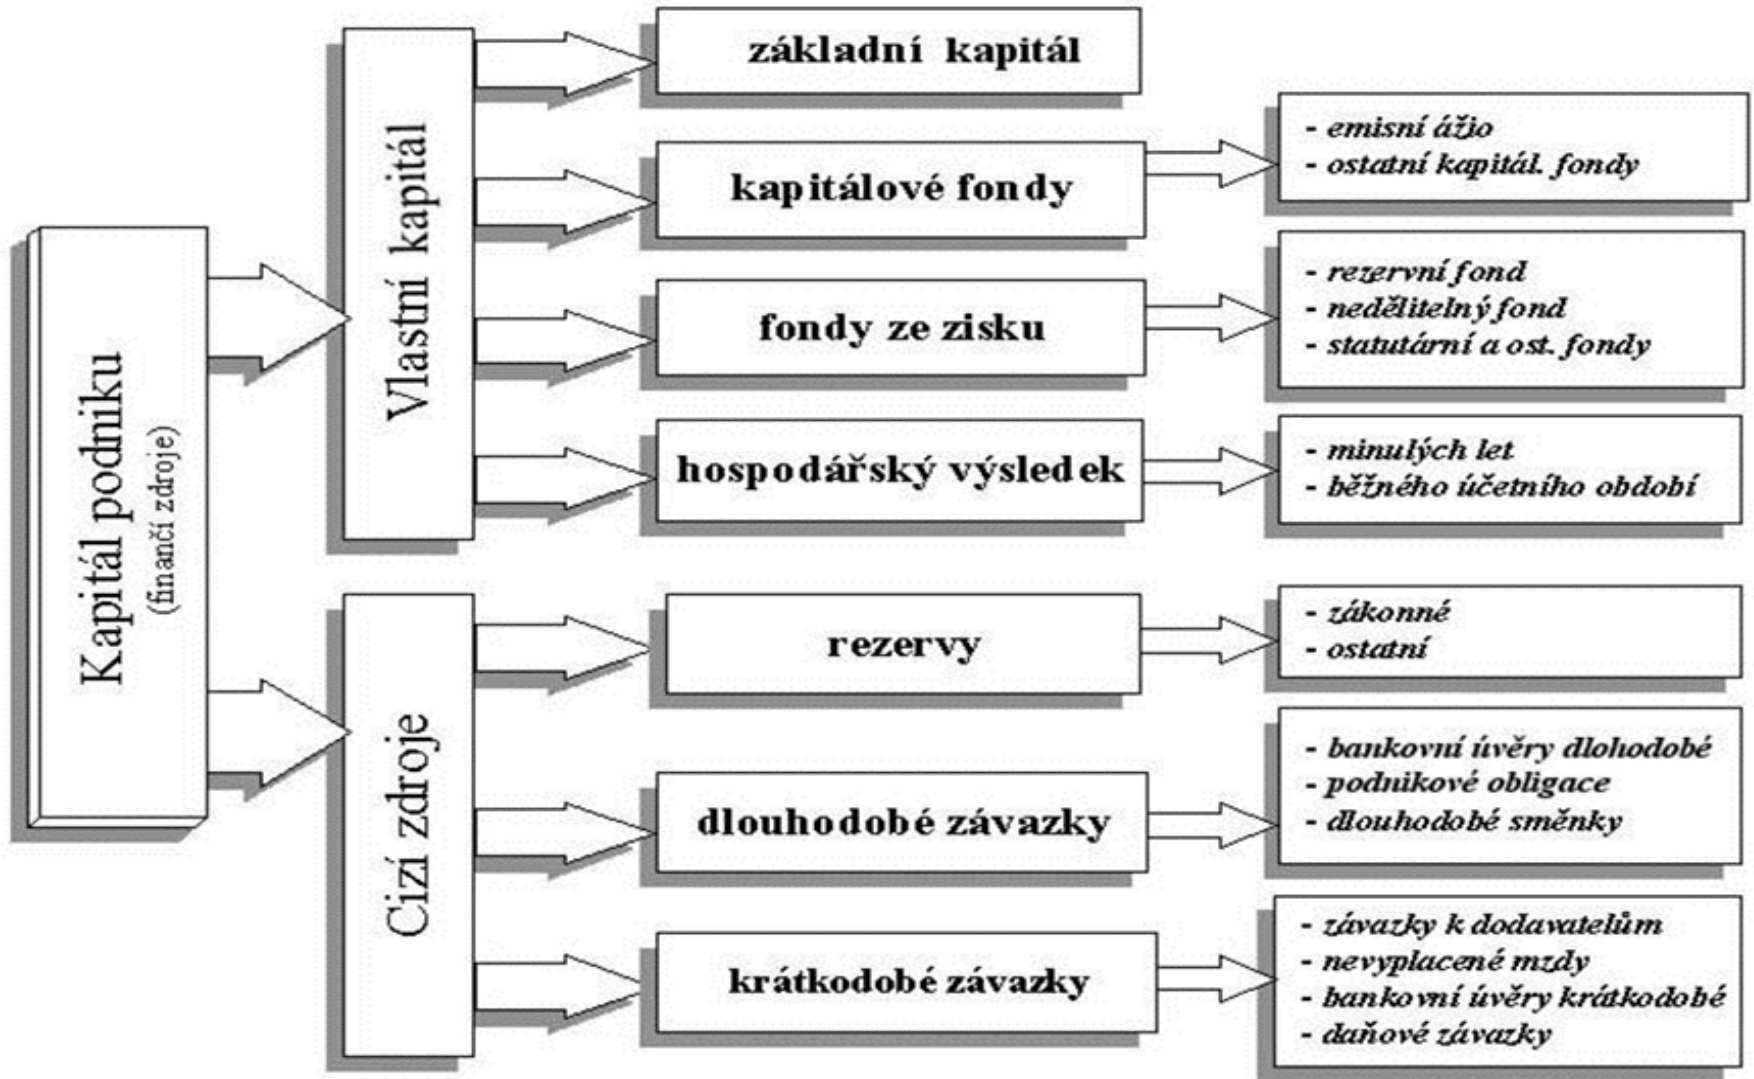 Kapitál podniku
(finančí zdroje)
Vlastní kapitál
základní kapitál
kapitálové fondy
- emisní ážio
- ostatní kapitál. fondy
fondy ze zisku
- rezervní fond
- nedělitelný fond
- statutární a ost. fondy
hospodářský výsledek
- minulých let
- běžného účetního období
Cizí zdroje
rezervy
- zákonné
- ostatní
dlouhodobé závazky
- bankovní úvěry dlohodobé
- podnikové obligace
- dlouhodobé směnky
krátkodobé závazky
- závazky k dodavatelům
- nevyplacené mzdy
- bankovní úvěry krátkodobé
- daňové závazky